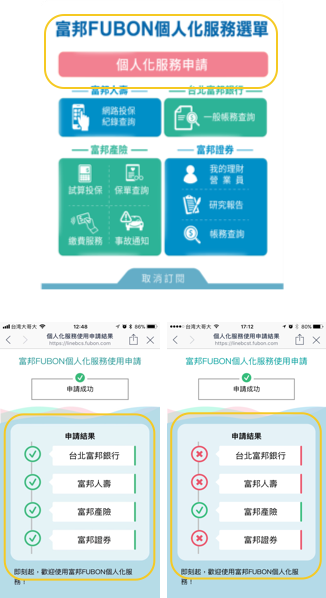 富邦FUBON個人化服務選單
個人化服務申請
富邦人壽
台北富邦銀行
網路投保
紀錄查詢
一般帳務查詢
富邦產險
富邦證券
試算投保
保單查詢
我的理財
營業員
研究報告
繳費服務
事故通知
帳務查詢
取消訂閱
台灣大哥大
12:48
86%
個人化服務使用申請結果
https://linebcs.fubon.com
富邦FUBON個人化服務使用申請
申請成功
申請結果
台北富邦銀行
富邦人壽
富邦產險
富邦證券
即刻起，歡迎使用富邦FUBON個人化服
務！
台灣大哥大
17:12
80%
個人化服務使用申請結果
https://linebcst.fubon.com
富邦FUBON個人化服務使用申請
申請成功
申請結果
台北富邦銀行
富邦人壽
富邦產險
富邦證券
即刻起，歡迎使用富邦FUBON個人化服
務！